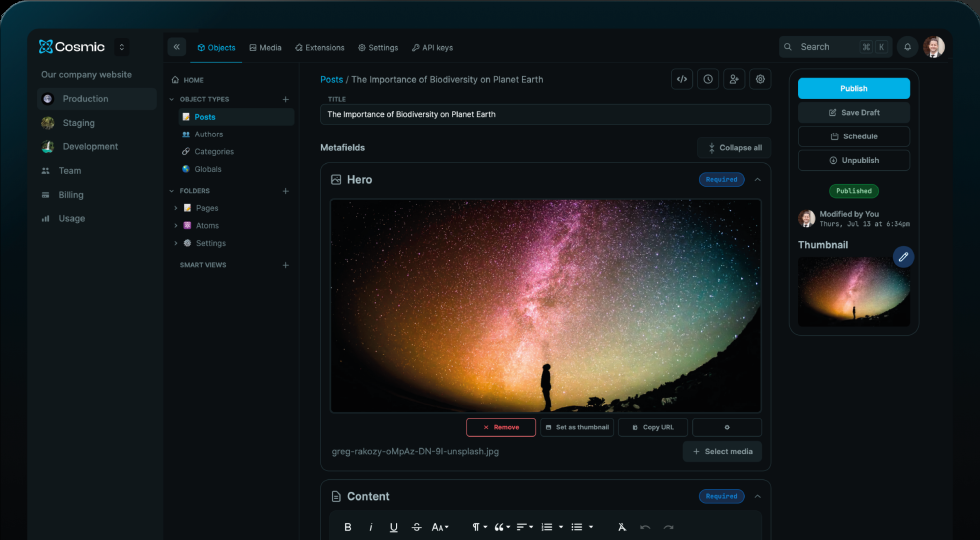 Cosmic
Our company website
Production
Staging
Development
Team
Billing
Usage
Objects
Media
Extensions
Settings
API keys
Search
⌘ K
HOME
OBJECT TYPES
Posts
Authors
Categories
Globals
FOLDERS
Pages
Atoms
Settings
SMART VIEWS
Posts / The Importance of Biodiversity on Planet Earth
TITLE
The Importance of Biodiversity on Planet Earth
Metafields
Collapse all
Hero
Required
Remove
Set as thumbnail
Copy URL
greg-rakozy-oMpAz-DN-9I-unsplash.jpg
Select media
Content
Required
Publish
Save Draft
Schedule
Unpublish
Published
Modified by You
Thurs, Jul 13 at 6:34pm
Thumbnail